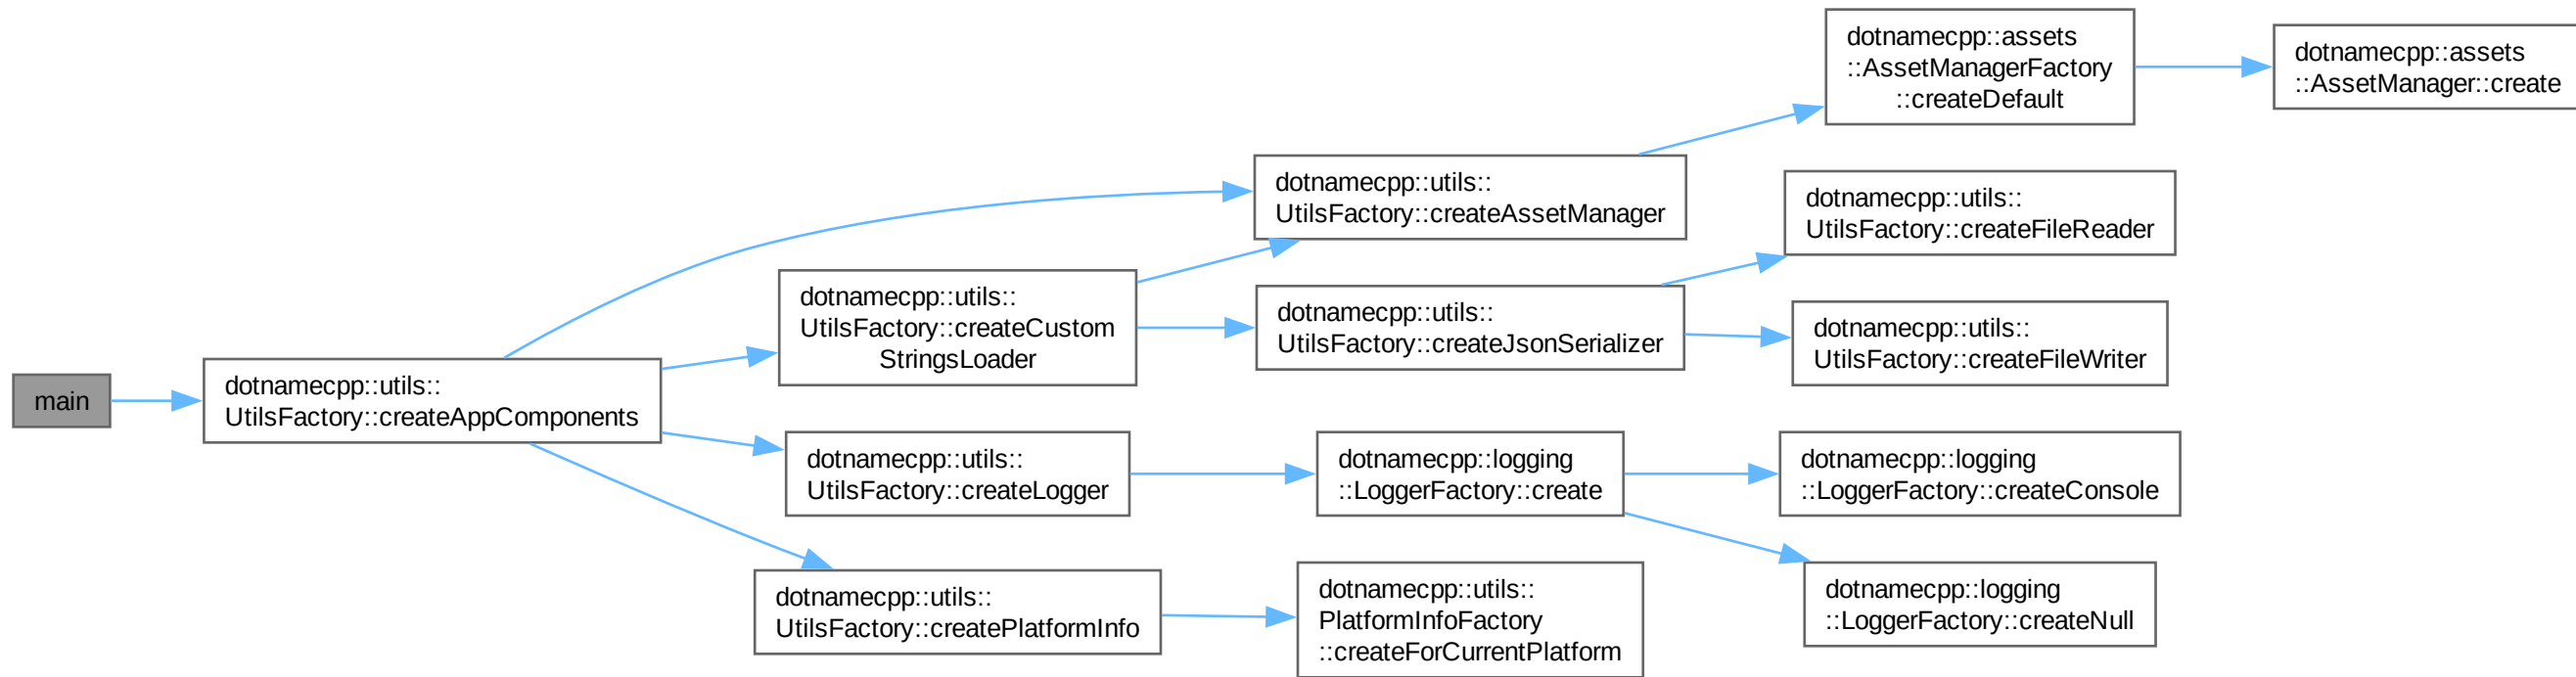 main
dotnamecpp::utils::
UtilsFactory::createAppComponents
dotnamecpp::utils::
UtilsFactory::createCustom
StringsLoader
dotnamecpp::utils::
UtilsFactory::createLogger
dotnamecpp::utils::
UtilsFactory::createPlatformInfo
dotnamecpp::utils::
UtilsFactory::createAssetManager
dotnamecpp::utils::
UtilsFactory::createJsonSerializer
dotnamecpp::logging
::LoggerFactory::create
dotnamecpp::utils::
PlatformInfoFactory
::createForCurrentPlatform
dotnamecpp::assets
::AssetManagerFactory
::createDefault
dotnamecpp::utils::
UtilsFactory::createFileReader
dotnamecpp::utils::
UtilsFactory::createFileWriter
dotnamecpp::logging
::LoggerFactory::createConsole
dotnamecpp::logging
::LoggerFactory::createNull
dotnamecpp::assets
::AssetManager::create